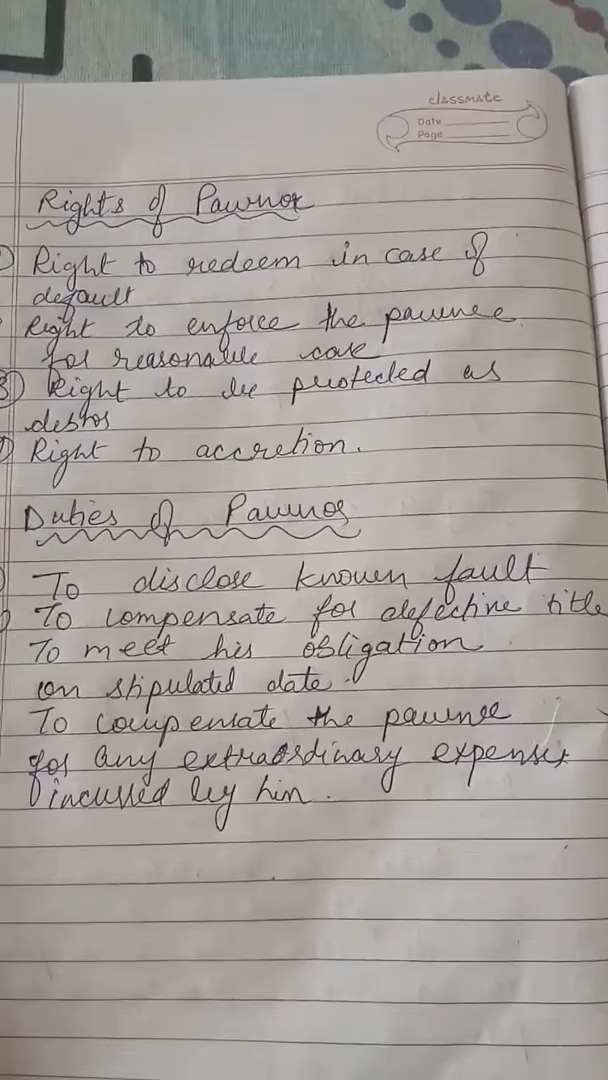 classmate
Date
Page
Rights of Pawnor
Right to redeem in case of
default
Right to enforce the pawnee
for reasonable care
3) Right to be protected as
debtor
Right to accretion.
Duties of Pawnor
To disclose known fault
To compensate for defective title
To meet his obligation
on stipulated date.
To compensate the pawnee
for any extraordinary expenses
incurred by him.